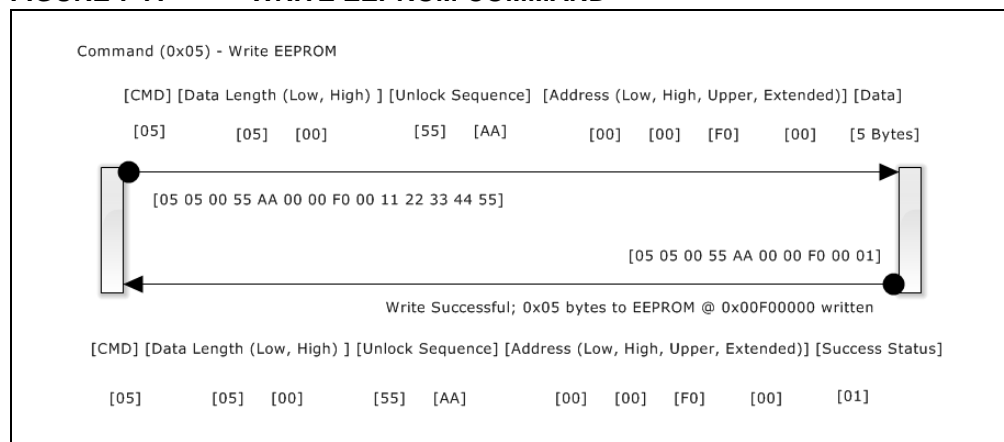 Command (0x05) - Write EEPROM
[CMD] [Data Length (Low, High) ] [Unlock Sequence] [Address (Low, High, Upper, Extended)] [Data]
[05] [05] [00] [55] [AA] [00] [00] [F0] [00] [5 Bytes]
[05 05 00 55 AA 00 00 F0 00 11 22 33 44 55]
[05 05 00 55 AA 00 00 F0 00 01]
Write Successful; 0x05 bytes to EEPROM @ 0x00F00000 written
[CMD] [Data Length (Low, High) ] [Unlock Sequence] [Address (Low, High, Upper, Extended)] [Success Status]
[05] [05] [00] [55] [AA] [00] [00] [F0] [00] [01]